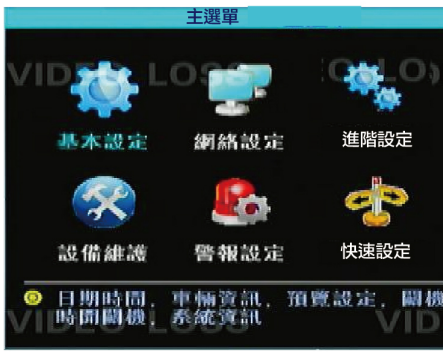 主選單
VIDEO LOSS
基本設定
網絡設定
進階設定
設備維護
警報設定
快速設定
日期時間, 車輛資訊, 預覽設定, 關機
時間關機, 系統資訊
VIDEO LOSS
VID